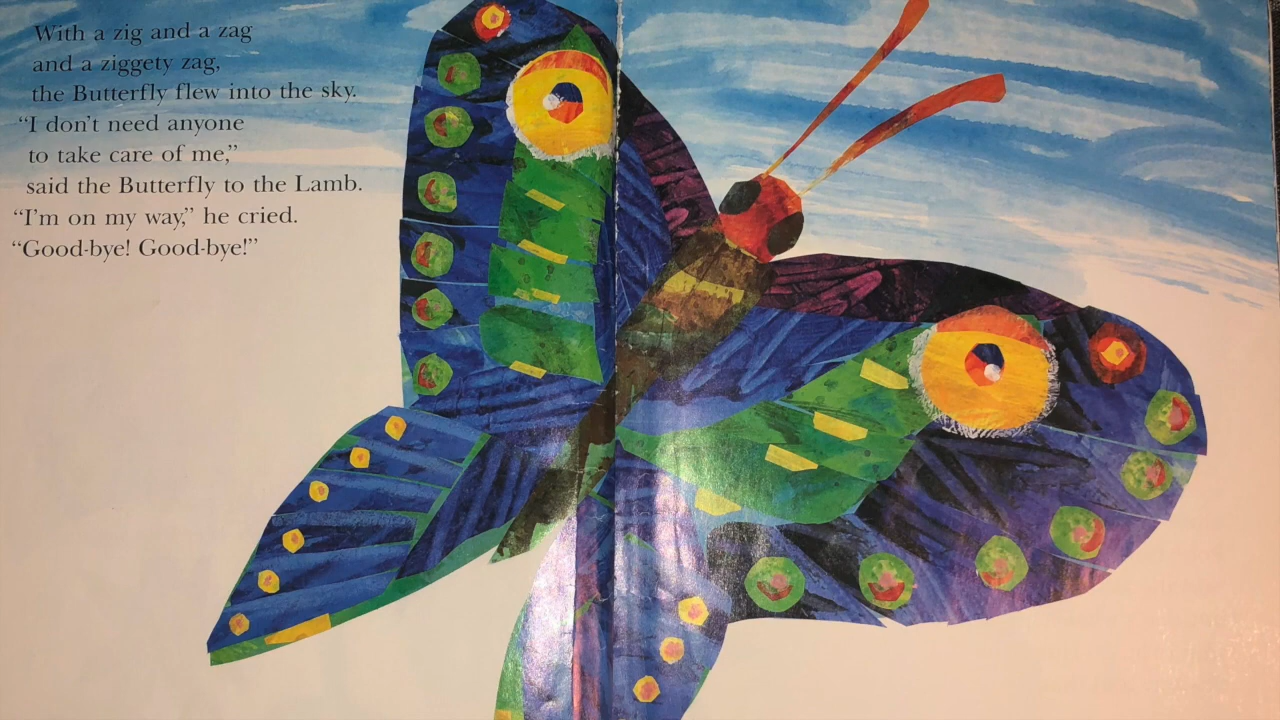 With a zig and a zag
and a ziggety zag,
the Butterfly flew into the sky.
“I don’t need anyone
to take care of me,”
said the Butterfly to the Lamb.
“I’m on my way,” he cried.
“Good-bye! Good-bye!”